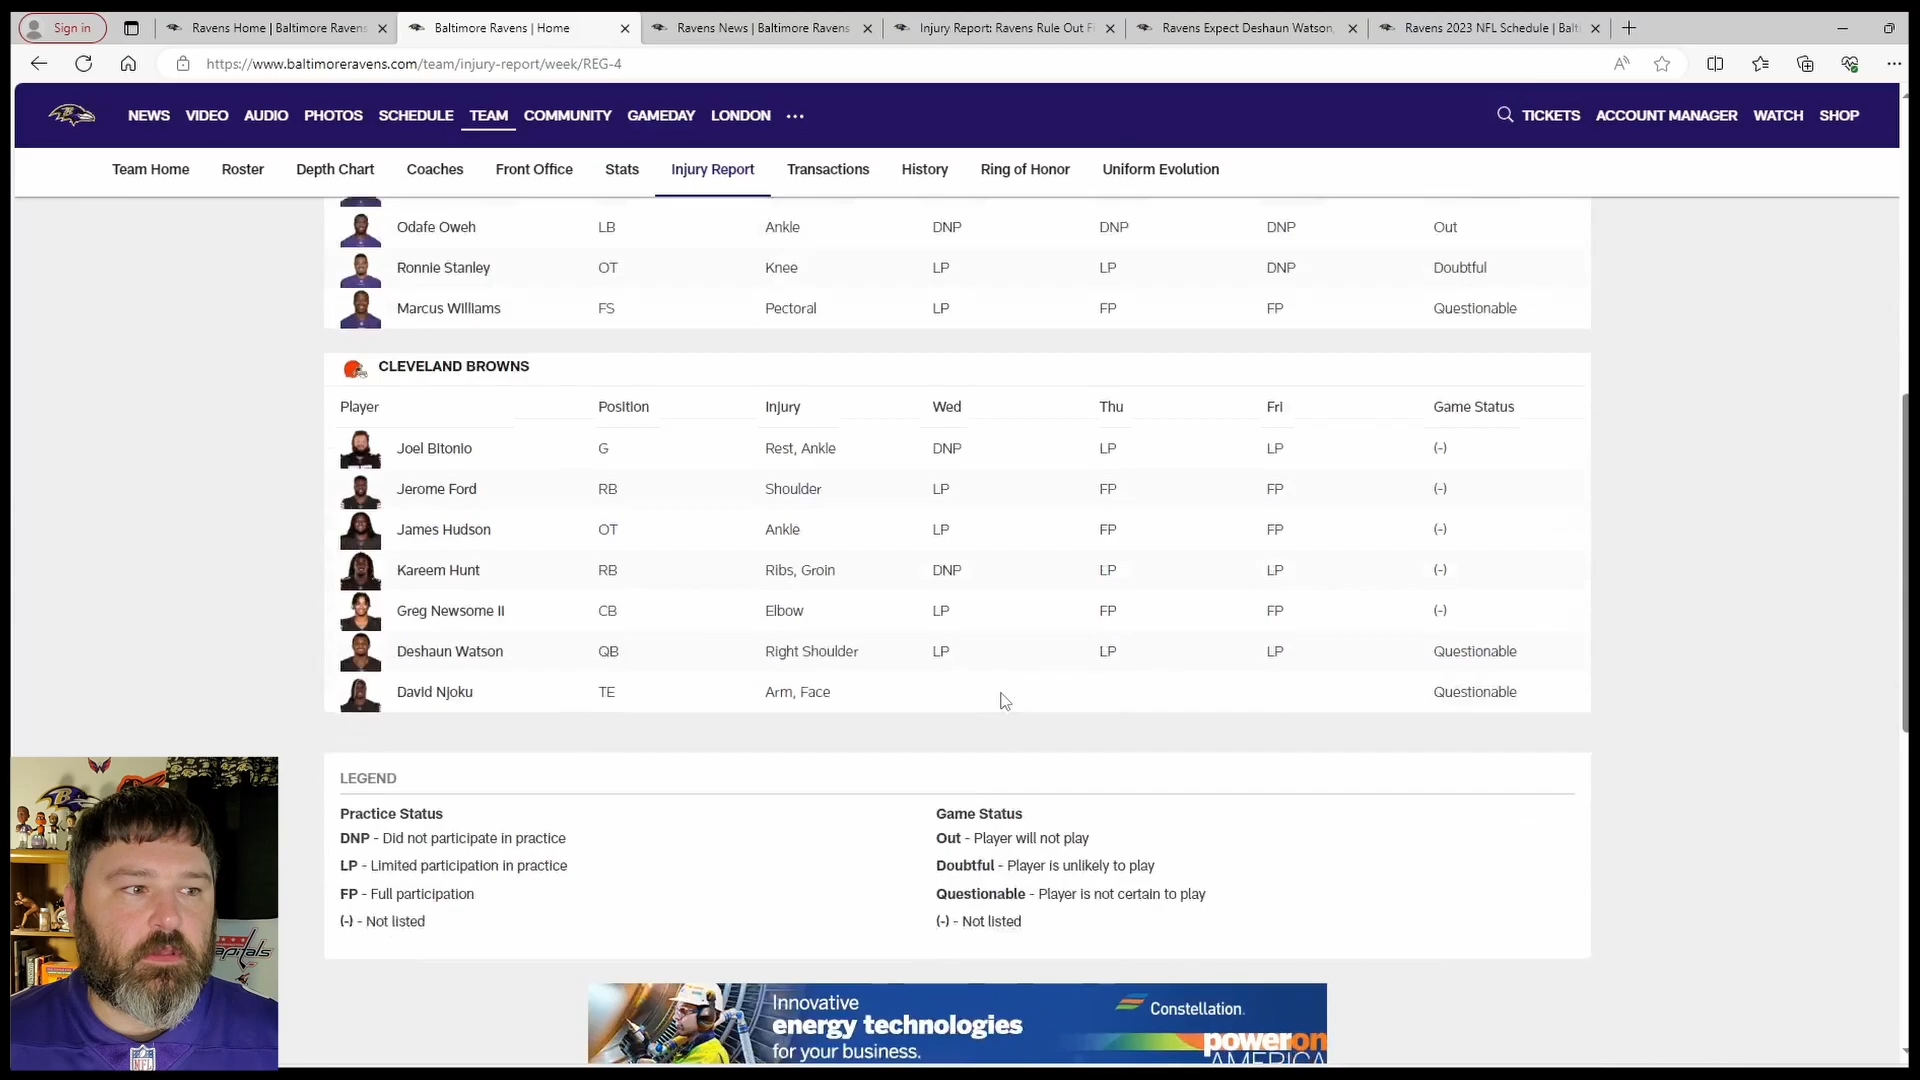 Sign in
Ravens Home | Baltimore Ravens
Baltimore Ravens | Home
Ravens News | Baltimore Ravens
Injury Report: Ravens Rule Out Fi
Ravens Expect Deshaun Watson,
Ravens 2023 NFL Schedule | Balti
https://www.baltimoreravens.com/team/injury-report/week/REG-4
NEWS VIDEO AUDIO PHOTOS SCHEDULE TEAM COMMUNITY GAMEDAY LONDON ••• TICKETS ACCOUNT MANAGER WATCH SHOP
Team Home Roster Depth Chart Coaches Front Office Stats Injury Report Transactions History Ring of Honor Uniform Evolution
Odafe Oweh LB Ankle DNP DNP DNP Out
Ronnie Stanley OT Knee LP LP DNP Doubtful
Marcus Williams FS Pectoral LP FP FP Questionable
CLEVELAND BROWNS
Player Position Injury Wed Thu Fri Game Status
Joel Bitonio G Rest, Ankle DNP LP LP (-)
Jerome Ford RB Shoulder LP FP FP (-)
James Hudson OT Ankle LP FP FP (-)
Kareem Hunt RB Ribs, Groin DNP LP LP (-)
Greg Newsome II CB Elbow LP FP FP (-)
Deshaun Watson QB Right Shoulder LP LP LP Questionable
David Njoku TE Arm, Face Questionable
LEGEND
Practice Status Game Status
DNP - Did not participate in practice Out - Player will not play
LP - Limited participation in practice Doubtful - Player is unlikely to play
FP - Full participation Questionable - Player is not certain to play
(-) - Not listed (-) - Not listed
Innovative
energy technologies
for your business.
Constellation.
poweron
AMERICA
capitals
NFL